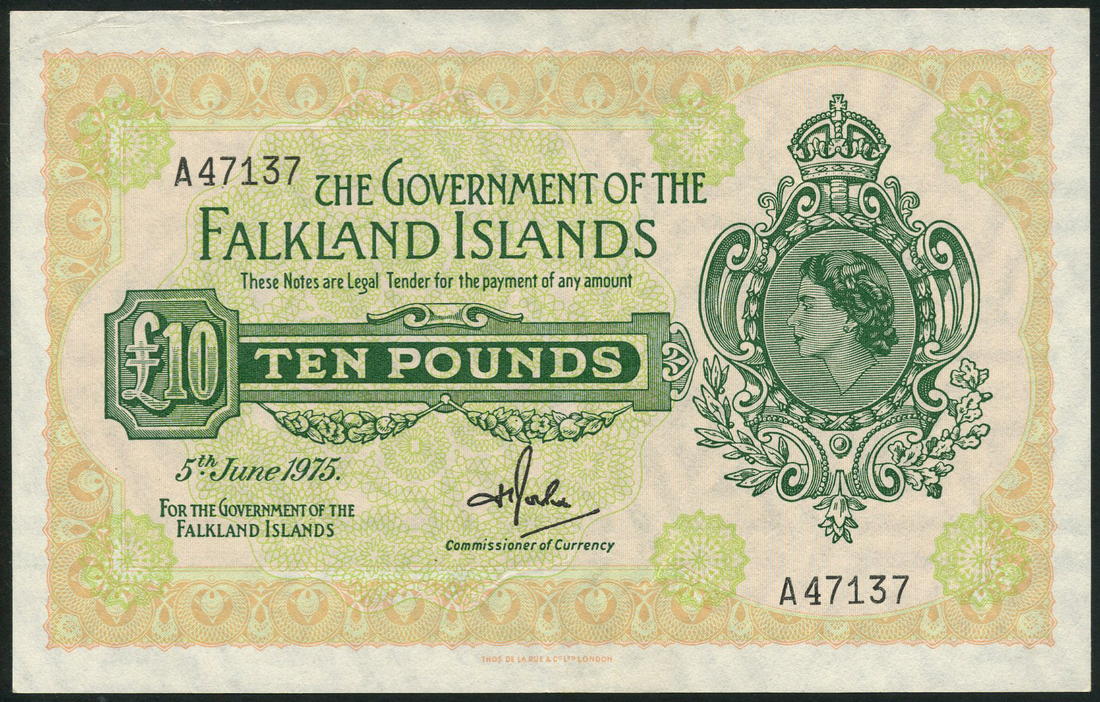 A47137
THE GOVERNMENT OF THE
FALKLAND ISLANDS
These Notes are Legal Tender for the payment of any amount
£10
TEN POUNDS
5th June 1975.
FOR THE GOVERNMENT OF THE
FALKLAND ISLANDS
Commissioner of Currency
A47137
THOS. DE LA RUE & CO. LTD. LONDON